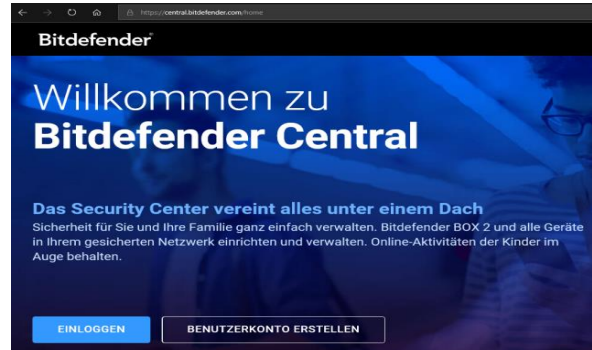 https://central.bitdefender.com/home
Bitdefender
Willkommen zu
Bitdefender Central
Das Security Center vereint alles unter einem Dach
Sicherheit für Sie und Ihre Familie ganz einfach verwalten. Bitdefender BOX 2 und alle Geräte
in Ihrem gesicherten Netzwerk einrichten und verwalten. Online-Aktivitäten der Kinder im
Auge behalten.
EINLOGGEN
BENUTZERKONTO ERSTELLEN